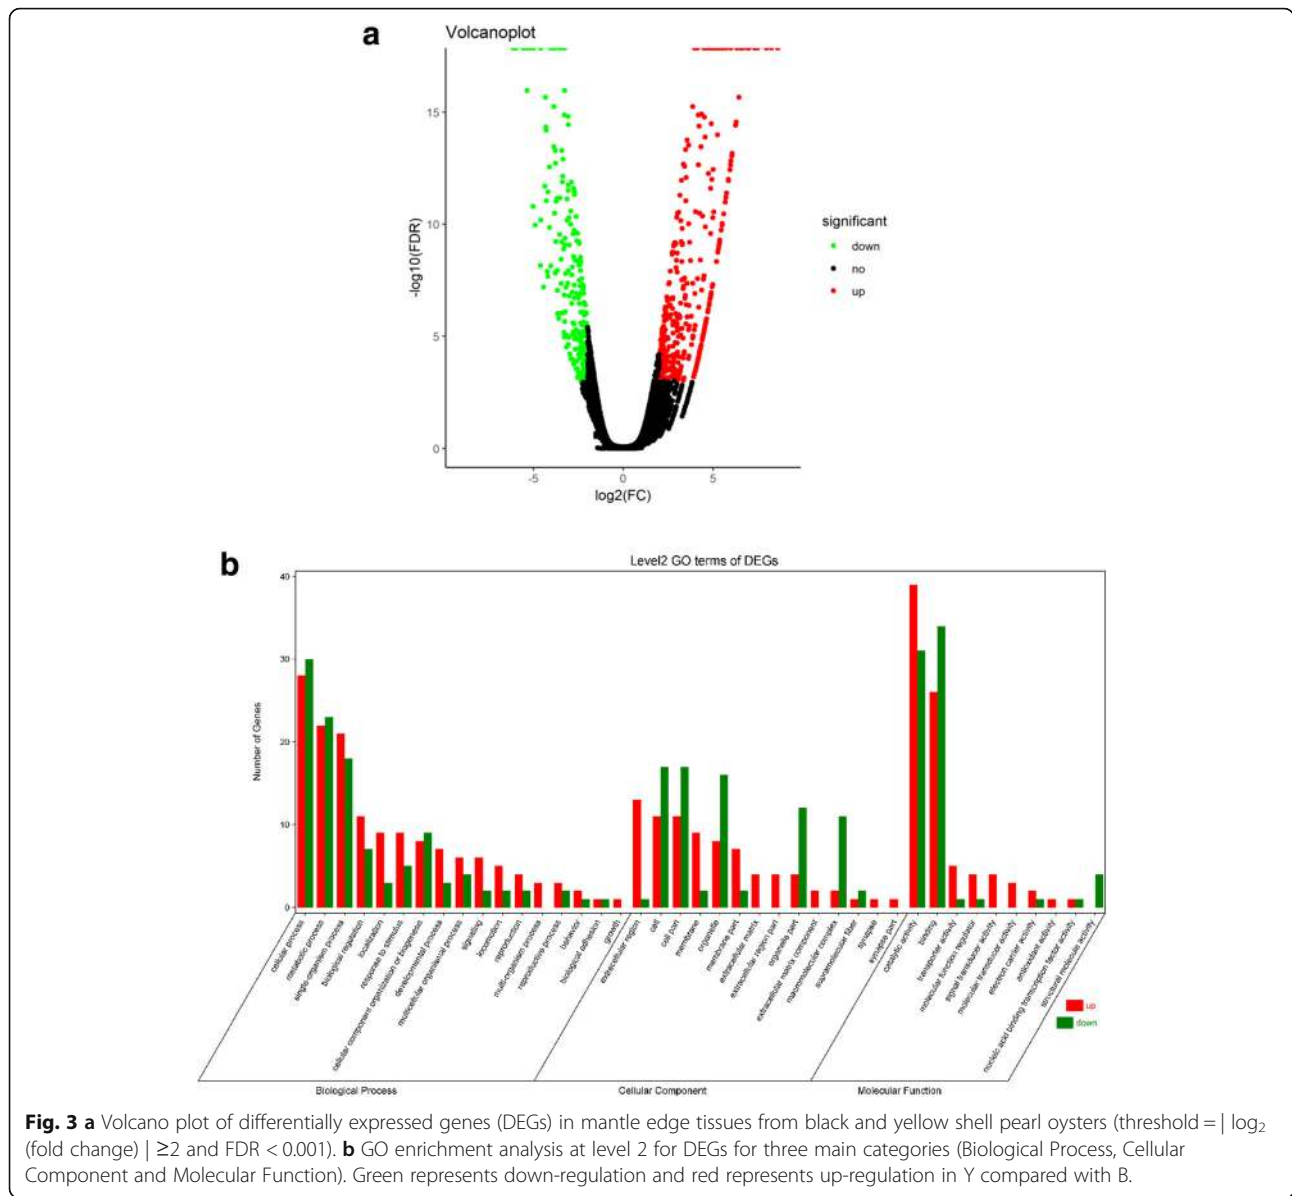 a
Volcanoplot
15
10
5
0
-log10(FDR)
-5 0 5
log2(FC)
significant
down
no
up
b
Level2 GO terms of DEGs
40
30
20
10
0
Number of Genes
cellular process
metabolic process
single-organism process
biological regulation
localization
response to stimulus
cellular component organization or biogenesis
developmental process
multicellular organismal process
signaling
locomotion
reproduction
multi-organism process
reproductive process
behavior
biological adhesion
growth
extracellular region
cell
cell part
membrane
organelle
membrane part
extracellular matrix
extracellular region part
organelle part
extracellular matrix component
macromolecular complex
supramolecular fiber
synapse
synapse part
catalytic activity
binding
transporter activity
molecular function regulator
signal transducer activity
molecular transducer activity
electron carrier activity
antioxidant activity
nucleic acid binding transcription factor activity
structural molecule activity
up
down
Biological Process Cellular Component Molecular Function
Fig. 3 a Volcano plot of differentially expressed genes (DEGs) in mantle edge tissues from black and yellow shell pearl oysters (threshold = | log2
(fold change) | ≥2 and FDR < 0.001). b GO enrichment analysis at level 2 for DEGs for three main categories (Biological Process, Cellular
Component and Molecular Function). Green represents down-regulation and red represents up-regulation in Y compared with B.